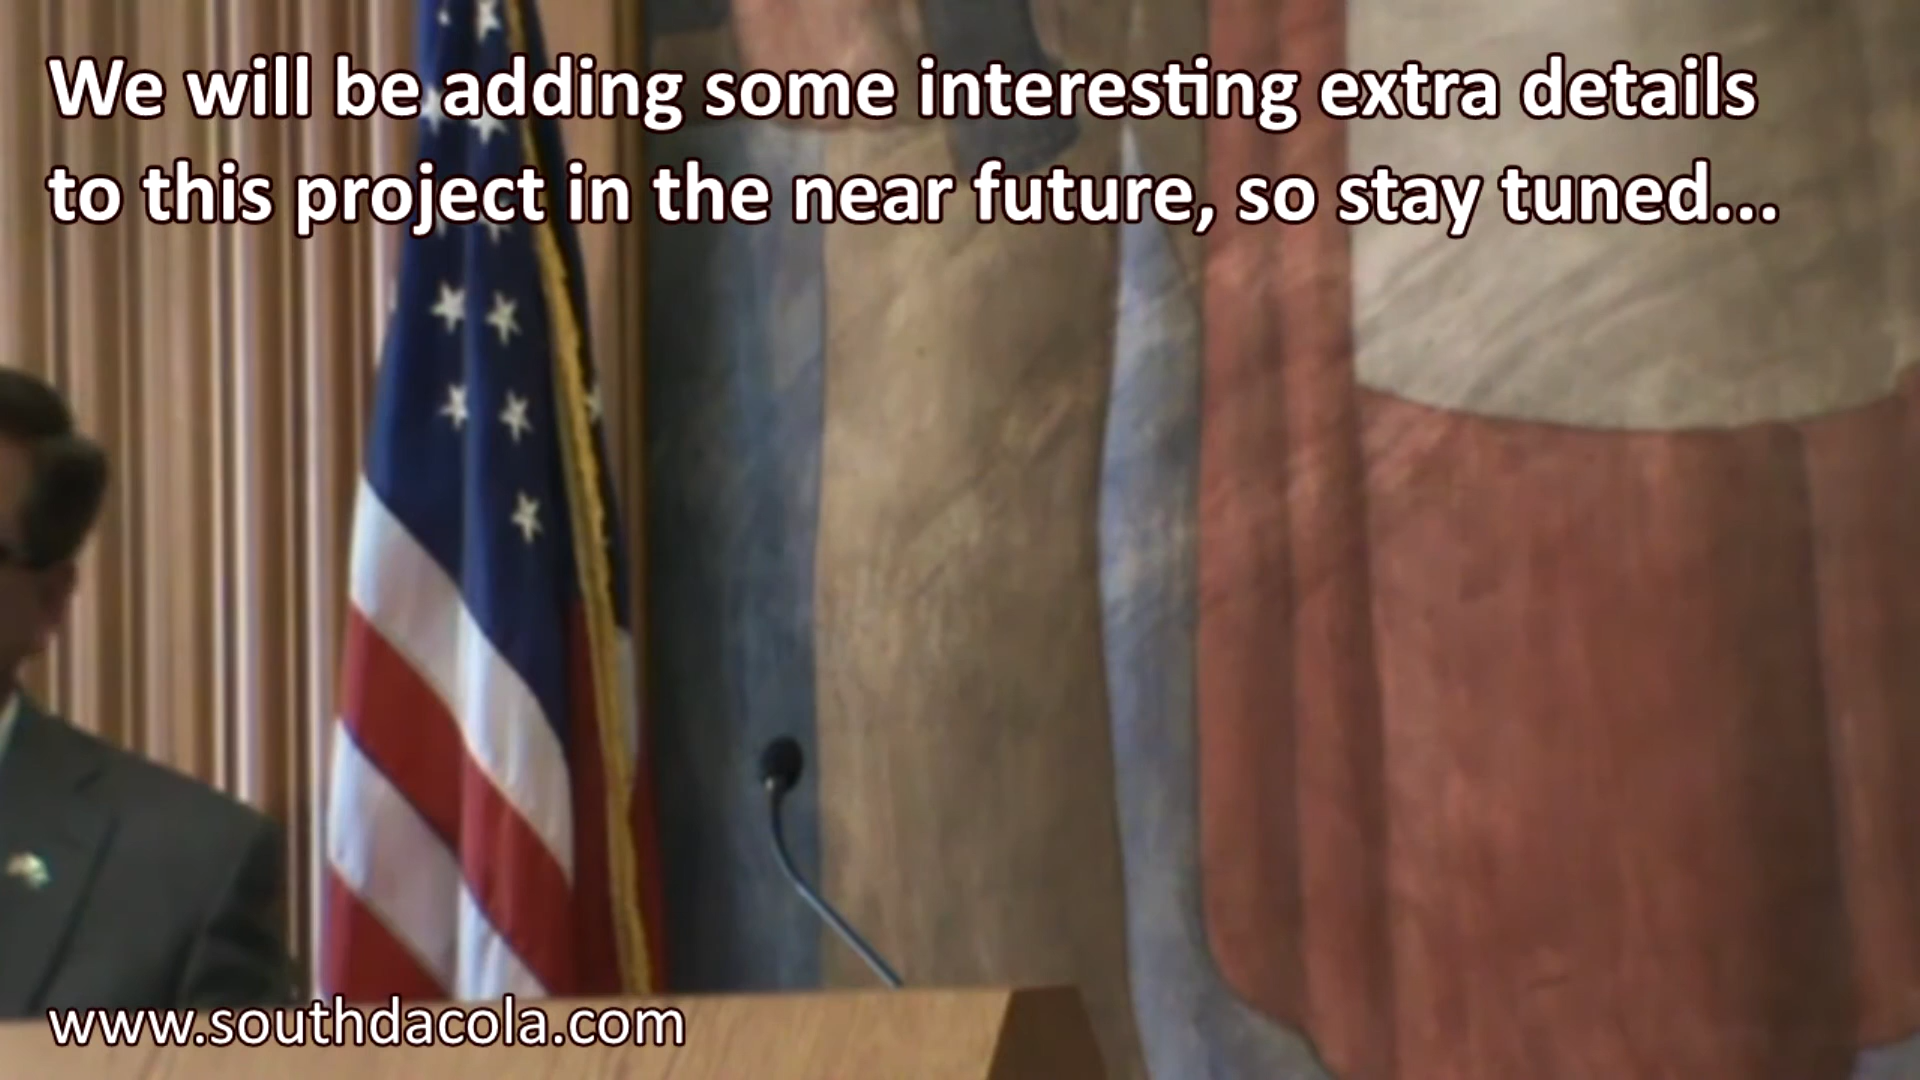 We will be adding some interesting extra details
to this project in the near future, so stay tuned...
www.southdacola.com